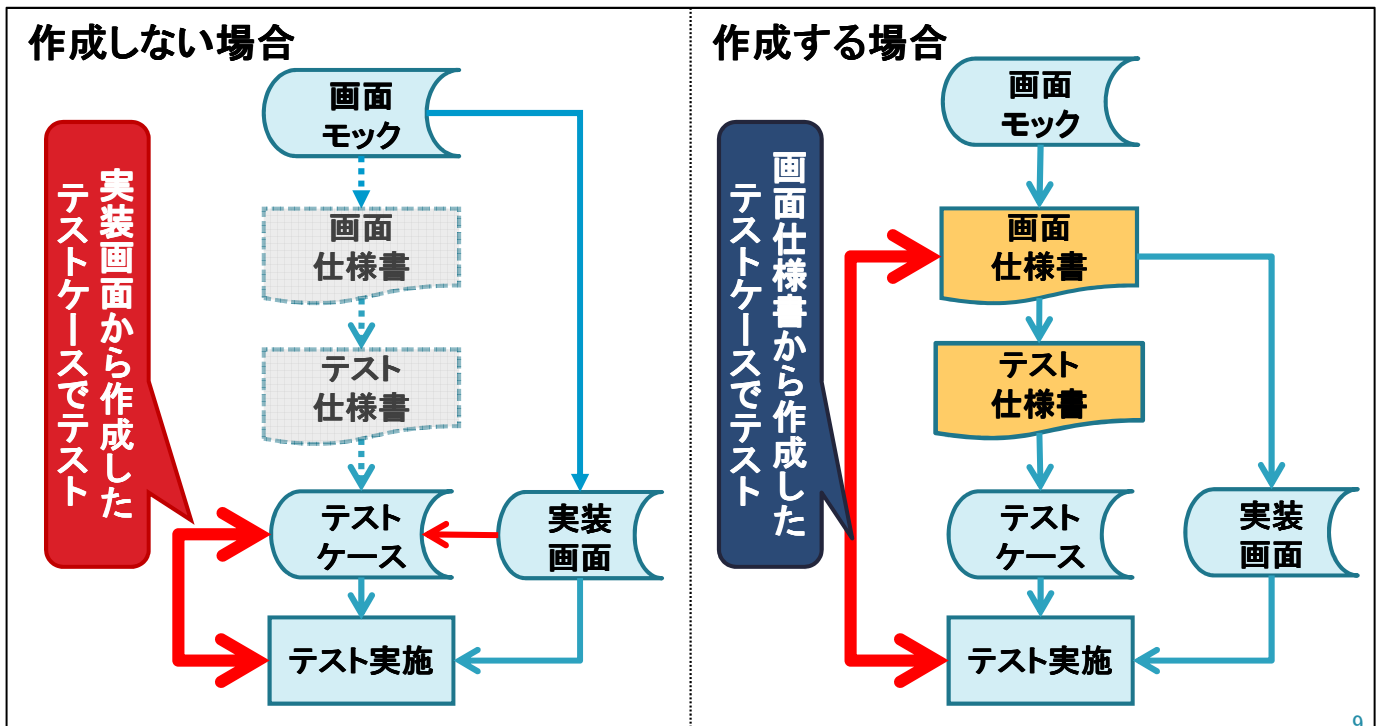 作成しない場合
画面
モック
実装画面から作成した
テストケースでテスト
画面
仕様書
テスト
仕様書
テスト
ケース
実装
画面
テスト実施
作成する場合
画面
モック
画面仕様書から作成した
テストケースでテスト
画面
仕様書
テスト
仕様書
テスト
ケース
実装
画面
テスト実施
9